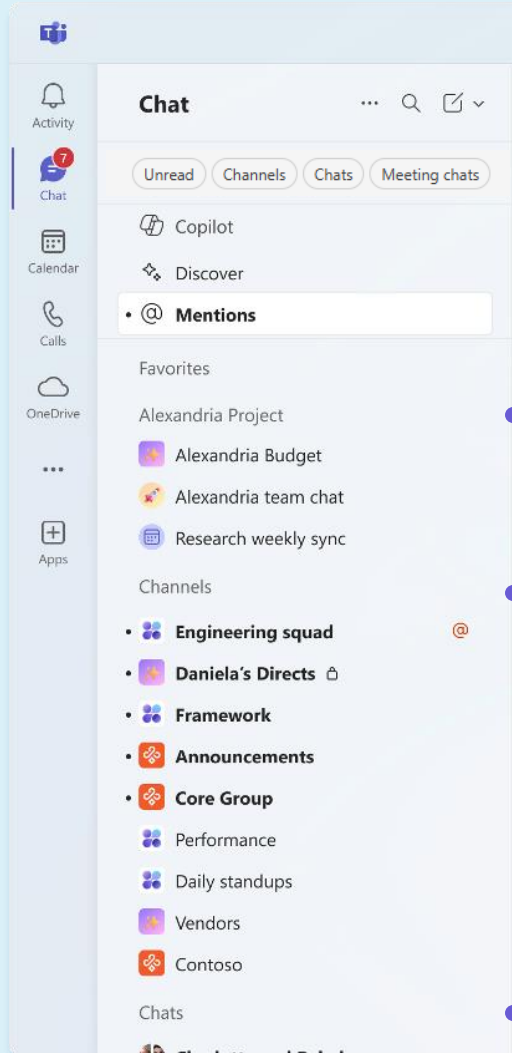 Activity
7
Chat
Calendar
Calls
OneDrive
Apps
Chat
Unread
Channels
Chats
Meeting chats
Copilot
Discover
@ Mentions
Favorites
Alexandria Project
Alexandria Budget
Alexandria team chat
Research weekly sync
Channels
Engineering squad @
Daniela's Directs
Framework
Announcements
Core Group
Performance
Daily standups
Vendors
Contoso
Chats